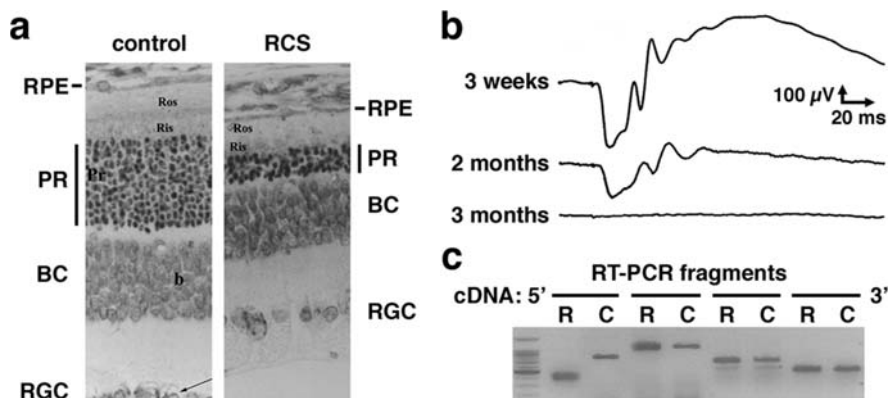 a
control RCS
RPE
Ros
Ris
PR
Pr
BC
b
RGC
Ros
Ris
RPE
PR
BC
RGC
b
3 weeks
100 µV
20 ms
2 months
3 months
c
RT-PCR fragments
cDNA: 5’ 3’
R C R C R C R C